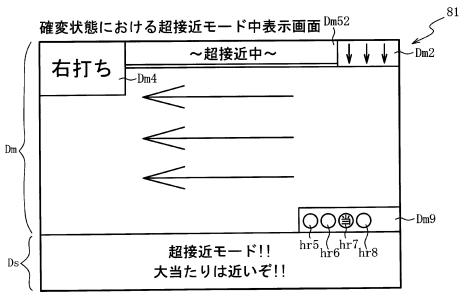 確変状態における超接近モード中表示画面
Dm52
81
～超接近中～
Dm2
右打ち
Dm4
Dm
当
Dm9
hr5 hr6 hr7 hr8
Ds
超接近モード!!
大当たりは近いぞ!!